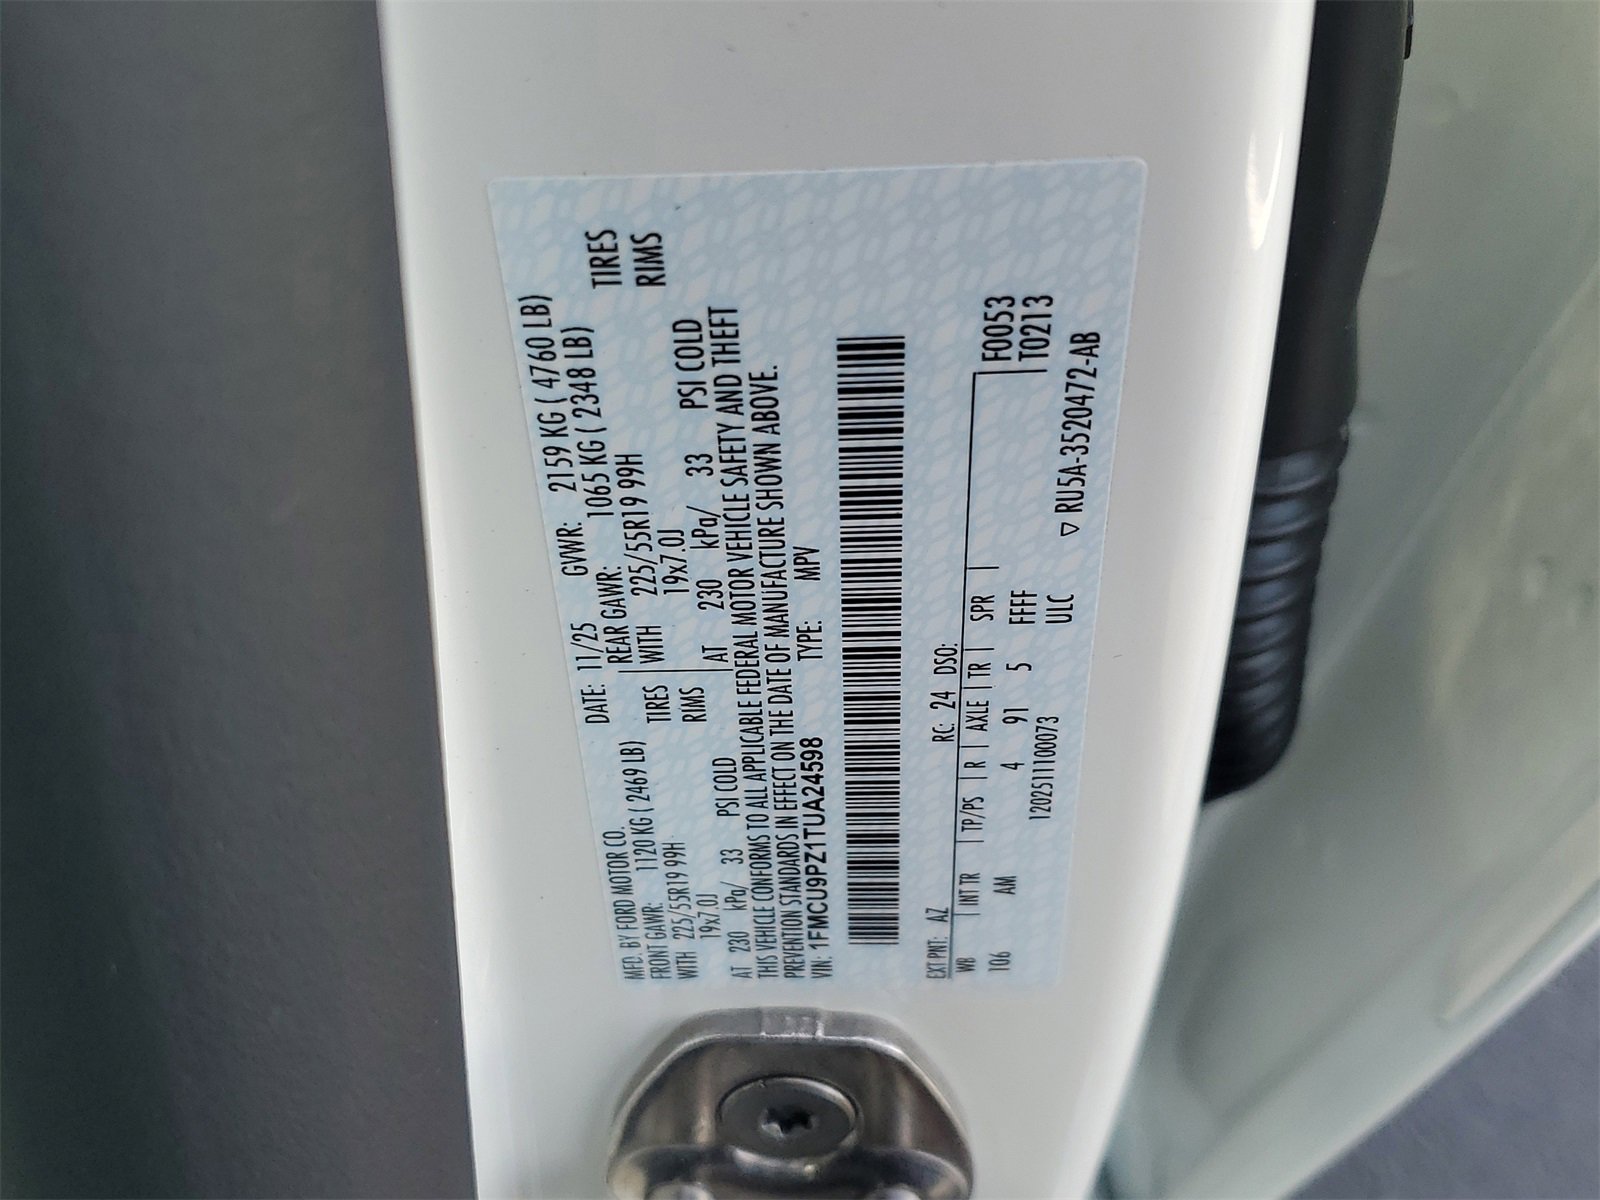 MFD. BY FORD MOTOR CO.
DATE: 11/25 GVWR: 2159 KG ( 4760 LB)
FRONT GAWR: 1120 KG ( 2469 LB) REAR GAWR: 1065 KG ( 2348 LB)
WITH 225/55R19 99H TIRES WITH 225/55R19 99H TIRES
19x7.0J RIMS 19x7.0J RIMS
AT 230 kPa/ 33 PSI COLD AT 230 kPa/ 33 PSI COLD
THIS VEHICLE CONFORMS TO ALL APPLICABLE FEDERAL MOTOR VEHICLE SAFETY AND THEFT
PREVENTION STANDARDS IN EFFECT ON THE DATE OF MANUFACTURE SHOWN ABOVE.
VIN: 1FMCU9PZ1TUA24598 TYPE: MPV
EXT PNT: AZ RC: 24 DSO: F0053
WB INT TR TP/PS R AXLE TR SPR T0213
106 AM 4 91 5 FFFF
12025111100073 ULC ▽ RU5A-3520472-AB